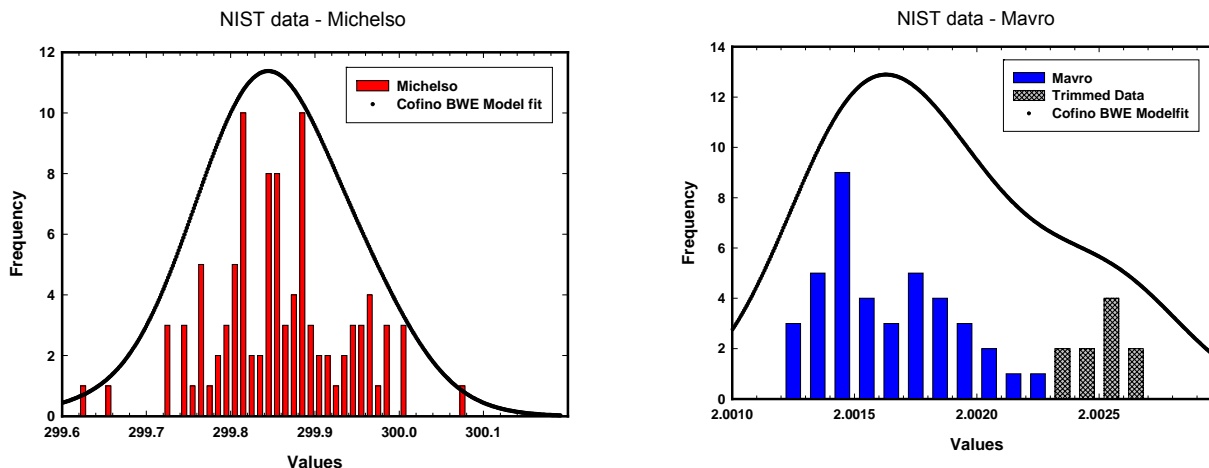 NIST data - Michelso
12
10
8
6
4
2
0
Frequency
299.6 299.7 299.8 299.9 300.0 300.1
Values
Michelso
Cofino BWE Model fit
NIST data - Mavro
14
12
10
8
6
4
2
0
Frequency
2.0010 2.0015 2.0020 2.0025
Values
Mavro
Trimmed Data
Cofino BWE Modelfit